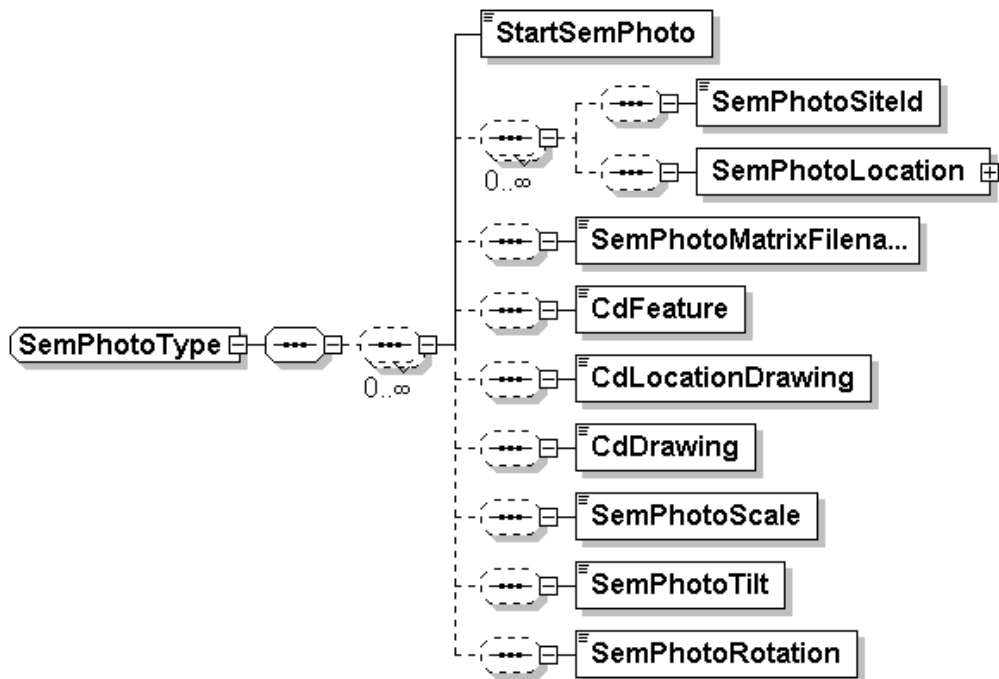 StartSemPhoto
SemPhotoSiteId
0..∞
SemPhotoLocation
SemPhotoMatrixFilena...
CdFeature
SemPhotoType
0..∞
CdLocationDrawing
CdDrawing
SemPhotoScale
SemPhotoTilt
SemPhotoRotation